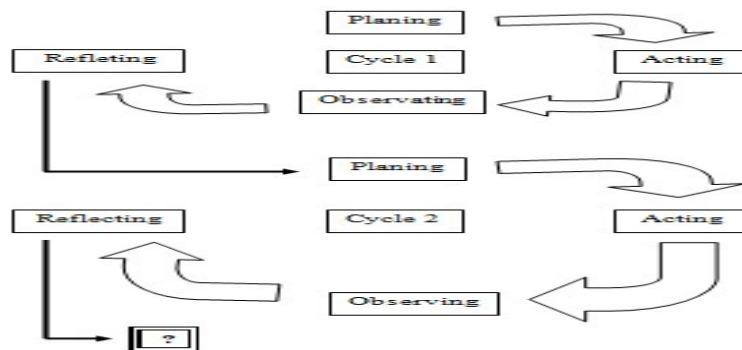 Planing
Refleting
Cycle 1
Acting
Observating
Planing
Reflecting
Cycle 2
Acting
Observing
?